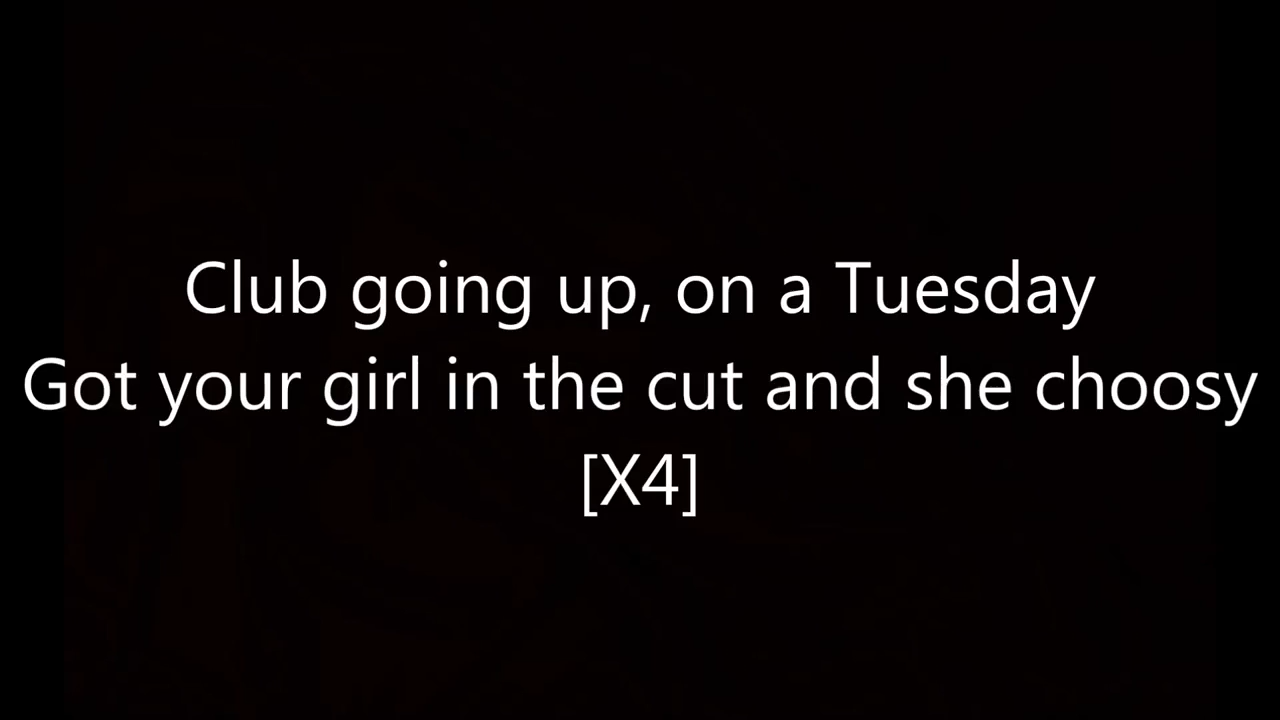 Club going up, on a Tuesday
Got your girl in the cut and she choosy
[X4]